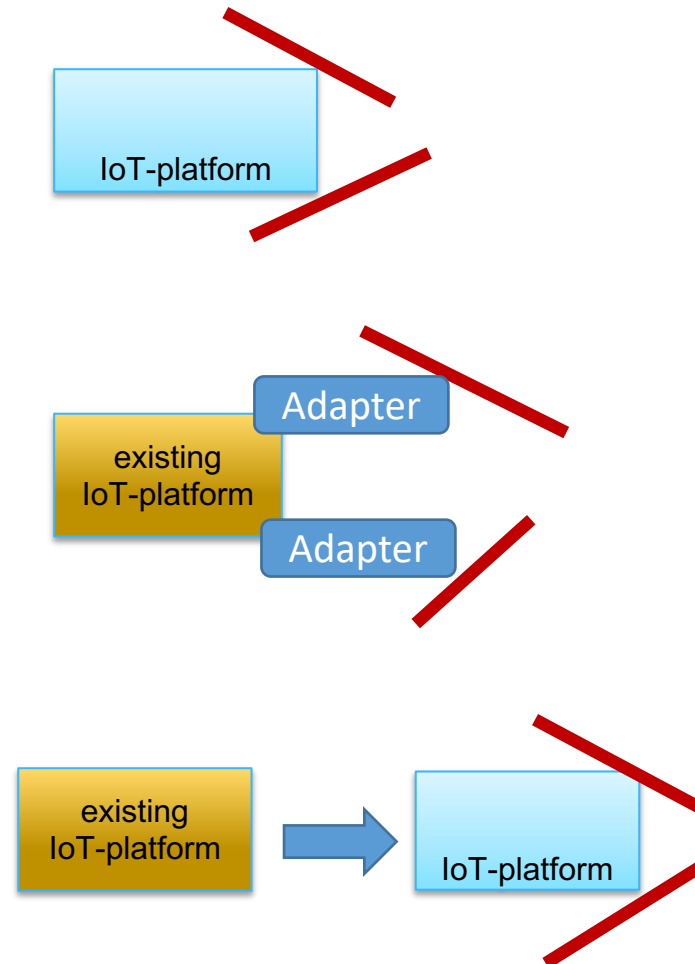 IoT-platform
Adapter
existing
IoT-platform
Adapter
existing
IoT-platform
IoT-platform